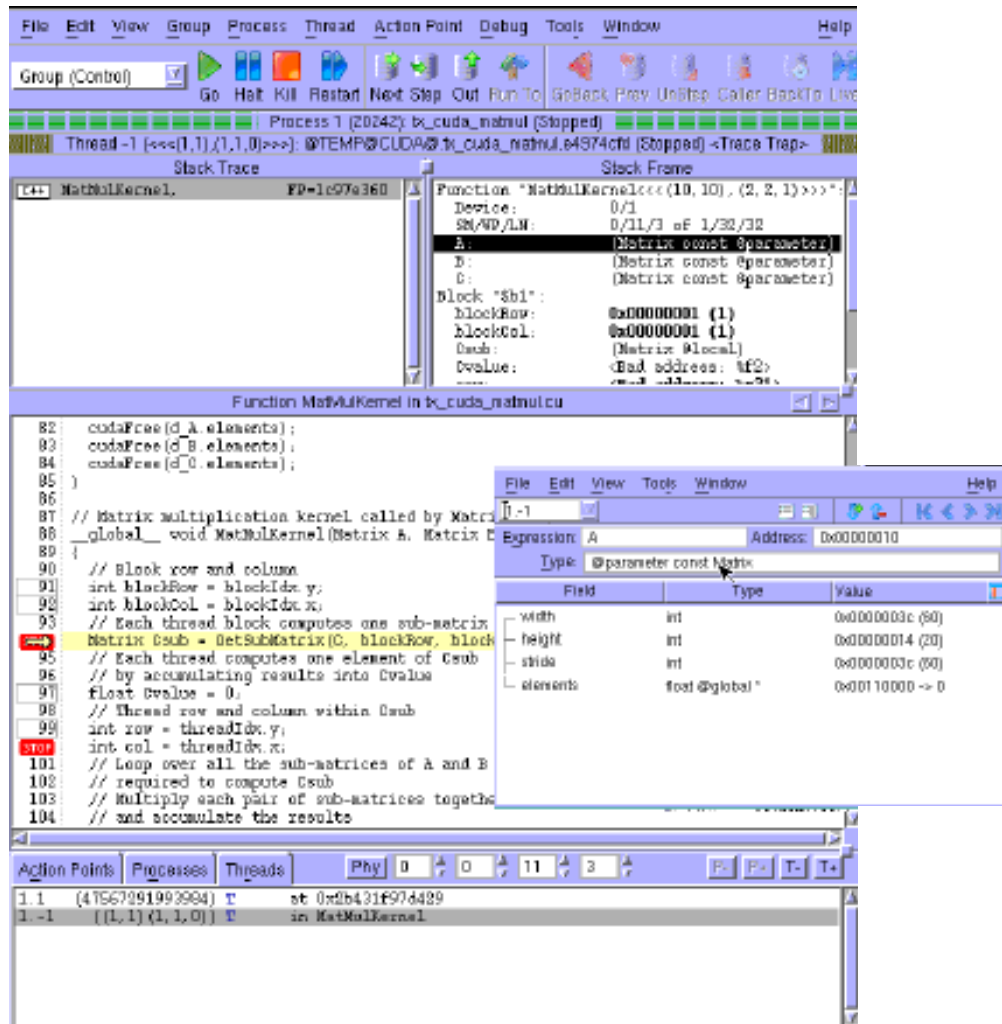 File Edit View Group Process Thread Action Point Debug Tools Window Help
Group (Control) Go Halt Kill Restart Next Step Out Run To GoBack Prev UnStep Caller BackTo Live
Process 1 (20242): tx_cuda_matmul (Stopped)
Thread -1 (<<<(1,1),(1,1,0)>>>): @TEMP@CUDA@.tx_cuda_matmul.e4974cfd (Stopped) <Trace Trap>
Stack Trace
C++ MatMulKernel, FP=1c97e360
Stack Frame
Function "MatMulKernel<<<(10,10),(2,2,1)>>>":
Device: 0/1
SM/WP/LN: 0/11/3 of 1/32/32
A: (Matrix const @parameter)
B: (Matrix const @parameter)
C: (Matrix const @parameter)
Block "$b1":
blockRow: 0x00000001 (1)
blockCol: 0x00000001 (1)
Csub: (Matrix @local)
Cvalue: <Bad address: %f2>
Function MatMulKernel in tx_cuda_matmul.cu
82 cudaFree(d_A.elements);
83 cudaFree(d_B.elements);
84 cudaFree(d_C.elements);
85 }
86
87 // Matrix multiplication kernel called by Matri
88 __global__ void MatMulKernel(Matrix A, Matrix B
89 {
90 // Block row and column
91 int blockRow = blockIdx.y;
92 int blockCol = blockIdx.x;
93 // Each thread block computes one sub-matrix
Matrix Csub = GetSubMatrix(C, blockRow, block
95 // Each thread computes one element of Csub
96 // by accumulating results into Cvalue
97 float Cvalue = 0;
98 // Thread row and column within Csub
99 int row = threadIdx.y;
STOP int col = threadIdx.x;
101 // Loop over all the sub-matrices of A and B
102 // required to compute Csub
103 // Multiply each pair of sub-matrices togethe
104 // and accumulate the results
File Edit View Tools Window Help
1.-1
Expression: A Address: 0x00000010
Type: @parameter const Matrix
Field Type Value
width int 0x0000003c (60)
height int 0x00000014 (20)
stride int 0x0000003c (60)
elements float @global * 0x00110000 -> 0
Action Points Processes Threads Phy 0 0 11 3 P- P+ T- T+
1.1 (47567291993984) T at 0x2b431f97d429
1.-1 ((1,1)(1,1,0)) T in MatMulKernel